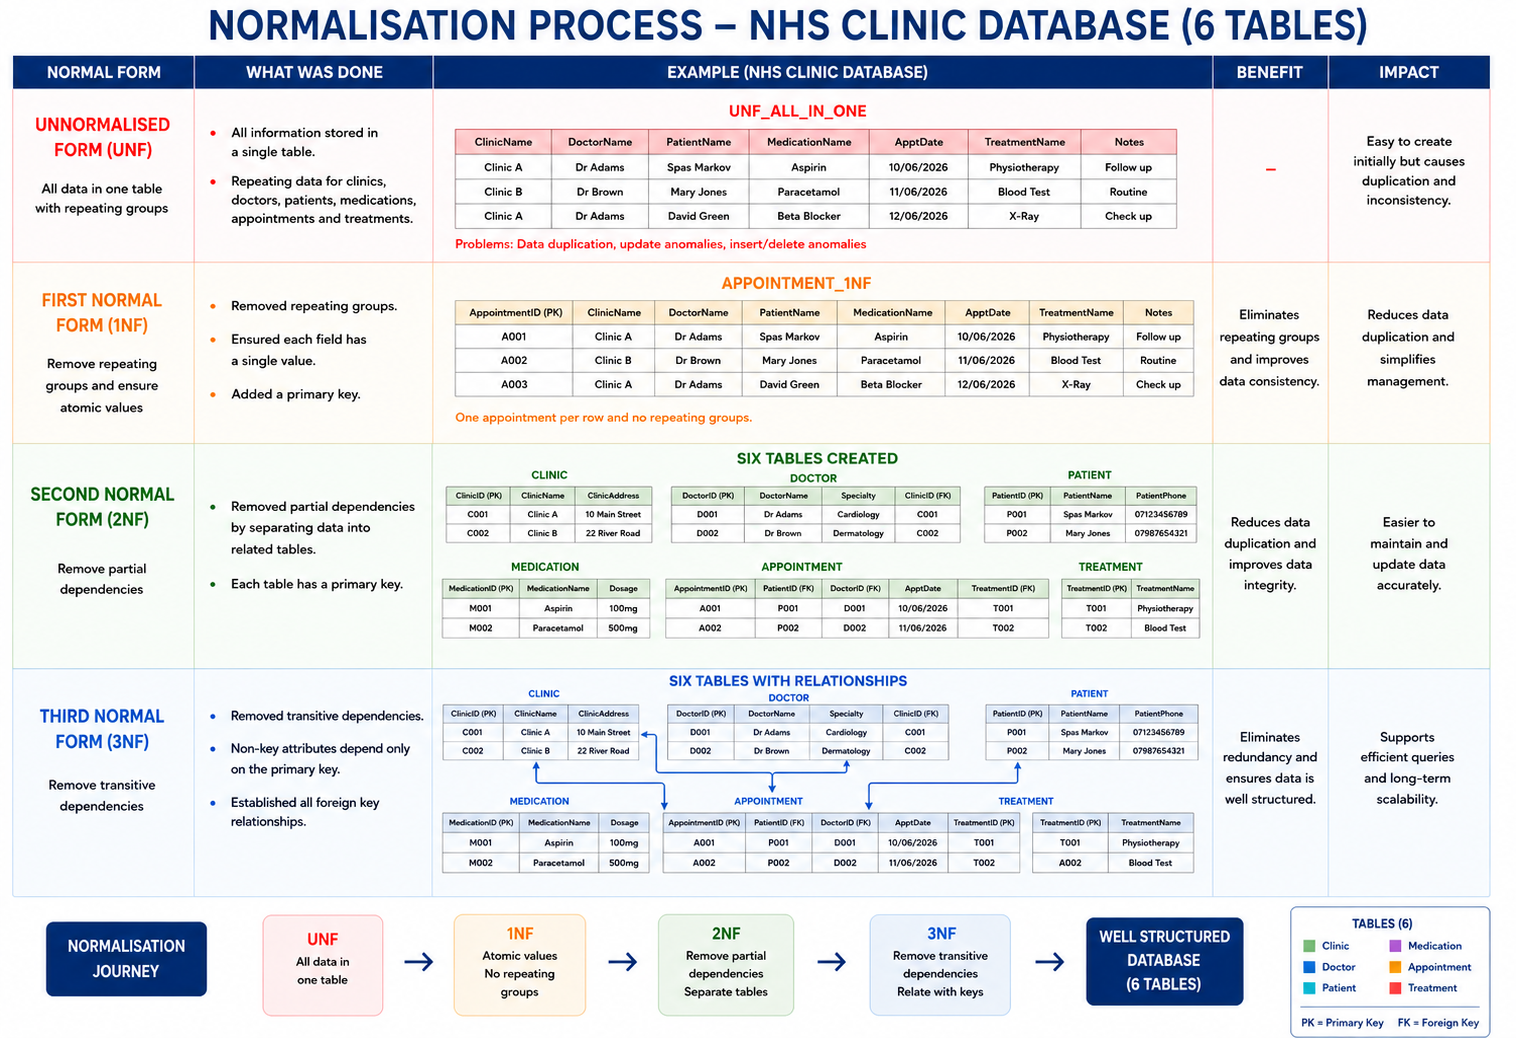 NORMALISATION PROCESS – NHS CLINIC DATABASE (6 TABLES)
NORMAL FORM WHAT WAS DONE EXAMPLE (NHS CLINIC DATABASE) BENEFIT IMPACT
UNNORMALISED
FORM (UNF)
All data in one table
with repeating groups
• All information stored in
a single table.
• Repeating data for clinics,
doctors, patients, medications,
appointments and treatments.
UNF_ALL_IN_ONE
ClinicName DoctorName PatientName MedicationName ApptDate TreatmentName Notes
Clinic A Dr Adams Spas Markov Aspirin 10/06/2026 Physiotherapy Follow up
Clinic B Dr Brown Mary Jones Paracetamol 11/06/2026 Blood Test Routine
Clinic A Dr Adams David Green Beta Blocker 12/06/2026 X-Ray Check up
Problems: Data duplication, update anomalies, insert/delete anomalies
–
Easy to create
initially but causes
duplication and
inconsistency.
FIRST NORMAL
FORM (1NF)
Remove repeating
groups and ensure
atomic values
• Removed repeating groups.
• Ensured each field has
a single value.
• Added a primary key.
APPOINTMENT_1NF
AppointmentID (PK) ClinicName DoctorName PatientName MedicationName ApptDate TreatmentName Notes
A001 Clinic A Dr Adams Spas Markov Aspirin 10/06/2026 Physiotherapy Follow up
A002 Clinic B Dr Brown Mary Jones Paracetamol 11/06/2026 Blood Test Routine
A003 Clinic A Dr Adams David Green Beta Blocker 12/06/2026 X-Ray Check up
One appointment per row and no repeating groups.
Eliminates
repeating groups
and improves
data consistency.
Reduces data
duplication and
simplifies
management.
SECOND NORMAL
FORM (2NF)
Remove partial
dependencies
• Removed partial dependencies
by separating data into
related tables.
• Each table has a primary key.
SIX TABLES CREATED
CLINIC
ClinicID (PK) ClinicName ClinicAddress
C001 Clinic A 10 Main Street
C002 Clinic B 22 River Road
DOCTOR
DoctorID (PK) DoctorName Specialty ClinicID (FK)
D001 Dr Adams Cardiology C001
D002 Dr Brown Dermatology C002
PATIENT
PatientID (PK) PatientName PatientPhone
P001 Spas Markov 07123456789
P002 Mary Jones 07987654321
MEDICATION
MedicationID (PK) MedicationName Dosage
M001 Aspirin 100mg
M002 Paracetamol 500mg
APPOINTMENT
AppointmentID (PK) PatientID (FK) DoctorID (FK) ApptDate TreatmentID (FK)
A001 P001 D001 10/06/2026 T001
A002 P002 D002 11/06/2026 T002
TREATMENT
TreatmentID (PK) TreatmentName
T001 Physiotherapy
T002 Blood Test
Reduces data
duplication and
improves data
integrity.
Easier to
maintain and
update data
accurately.
THIRD NORMAL
FORM (3NF)
Remove transitive
dependencies
• Removed transitive dependencies.
• Non-key attributes depend only
on the primary key.
• Established all foreign key
relationships.
SIX TABLES WITH RELATIONSHIPS
CLINIC
ClinicID (PK) ClinicName ClinicAddress
C001 Clinic A 10 Main Street
C002 Clinic B 22 River Road
DOCTOR
DoctorID (PK) DoctorName Specialty ClinicID (FK)
D001 Dr Adams Cardiology C001
D002 Dr Brown Dermatology C002
PATIENT
PatientID (PK) PatientName PatientPhone
P001 Spas Markov 07123456789
P002 Mary Jones 07987654321
MEDICATION
MedicationID (PK) MedicationName Dosage
M001 Aspirin 100mg
M002 Paracetamol 500mg
APPOINTMENT
AppointmentID (PK) PatientID (FK) DoctorID (FK) ApptDate TreatmentID (PK)
A001 P001 D001 10/06/2026 T001
A002 P002 D002 11/06/2026 T002
TREATMENT
TreatmentID (PK) TreatmentName
T001 Physiotherapy
A002 Blood Test
Eliminates
redundancy and
ensures data is
well structured.
Supports
efficient queries
and long-term
scalability.
NORMALISATION
JOURNEY
UNF
All data in
one table
1NF
Atomic values
No repeating
groups
2NF
Remove partial
dependencies
Separate tables
3NF
Remove transitive
dependencies
Relate with keys
WELL STRUCTURED
DATABASE
(6 TABLES)
TABLES (6)
Clinic Medication
Doctor Appointment
Patient Treatment
PK = Primary Key FK = Foreign Key